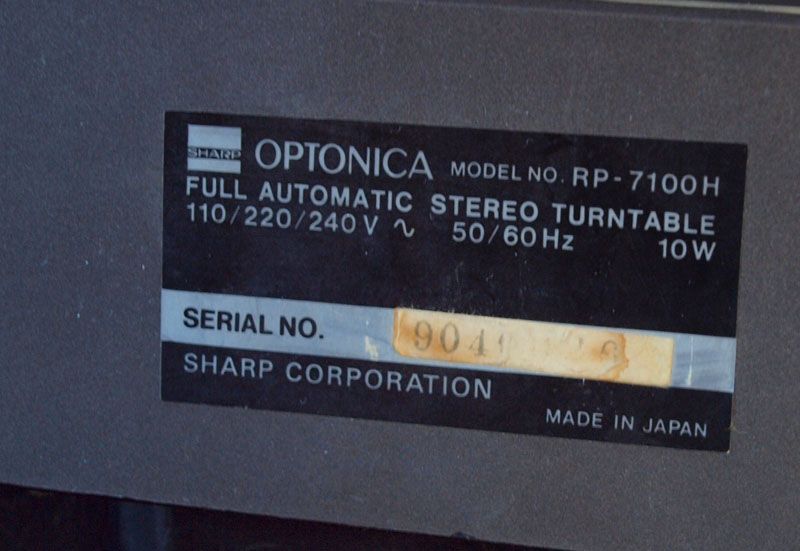 SHARP OPTONICA MODEL NO. RP-7100H
FULL AUTOMATIC STEREO TURNTABLE
110/220/240V ~ 50/60Hz 10W
SERIAL NO.
SHARP CORPORATION
MADE IN JAPAN